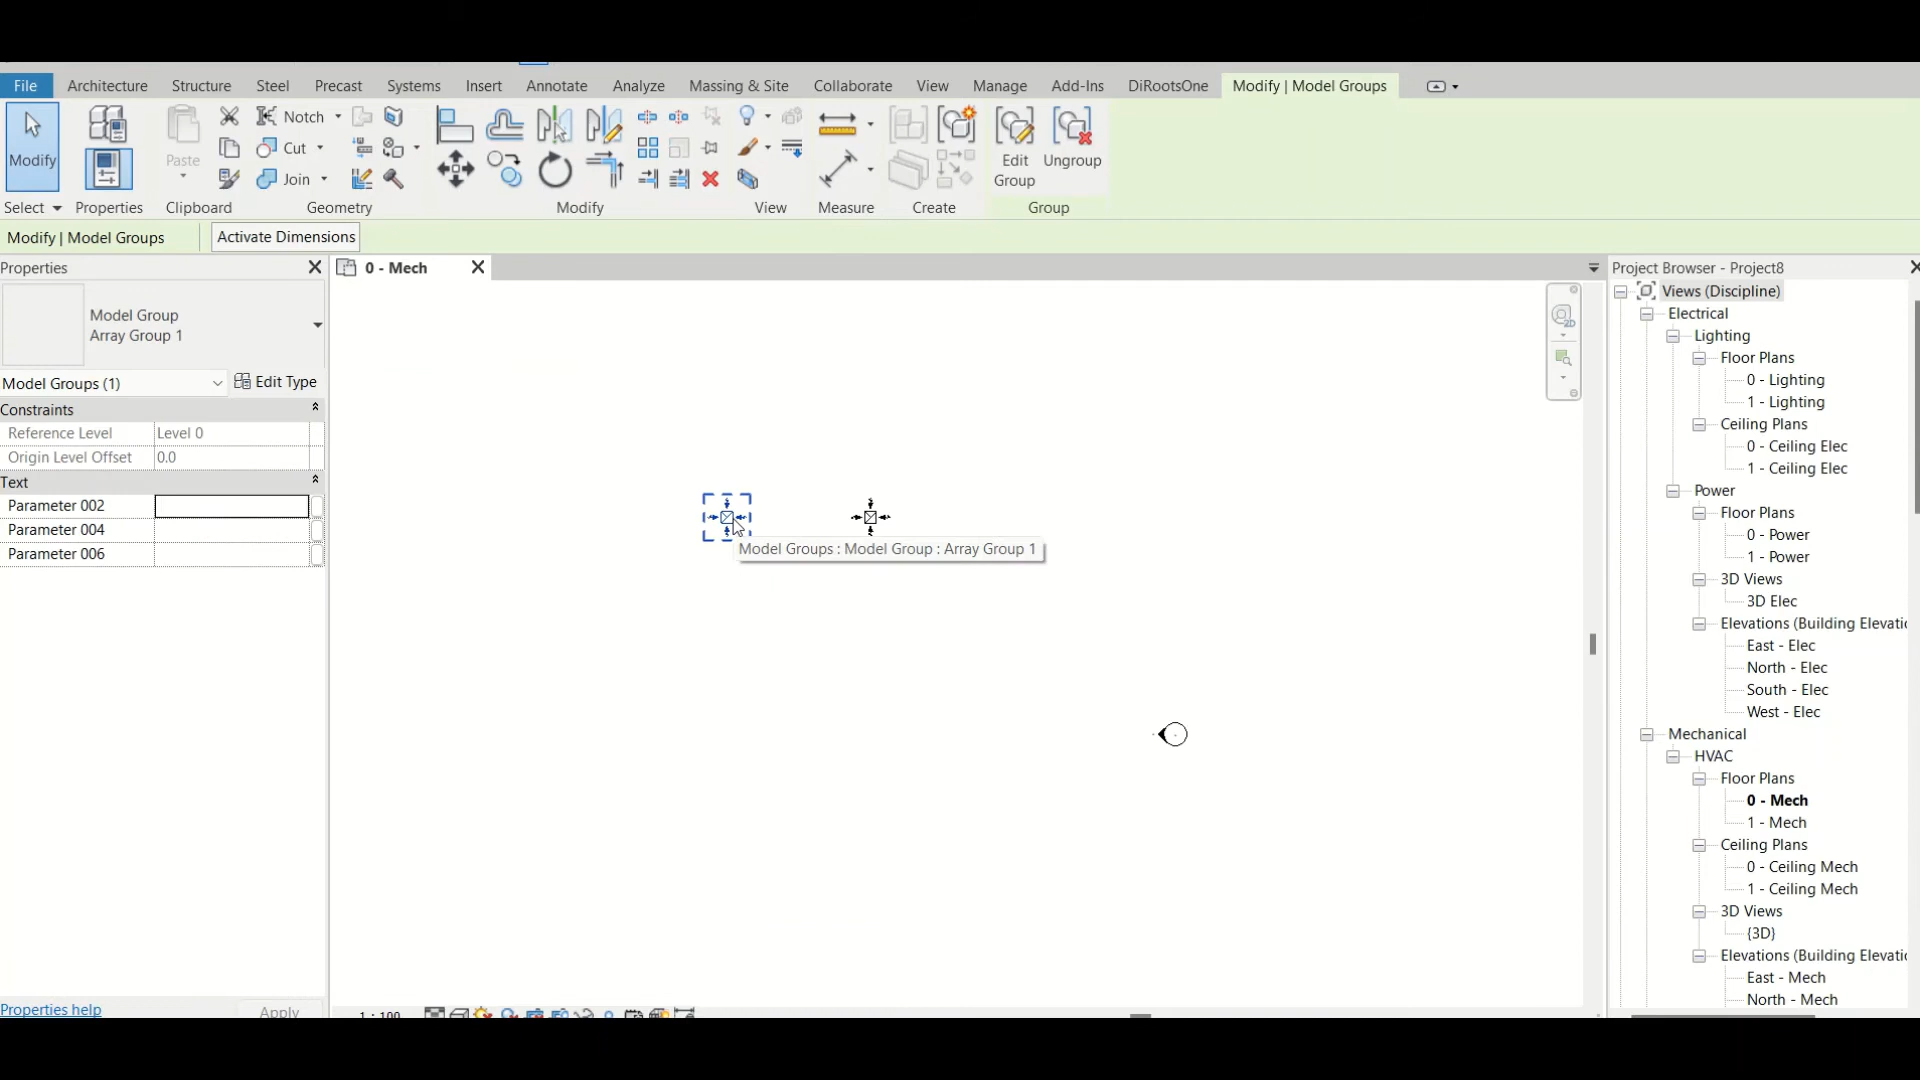 File Architecture Structure Steel Precast Systems Insert Annotate Analyze Massing & Site Collaborate View Manage Add-Ins DiRootsOne Modify | Model Groups
Modify
Notch
Cut
Join
Paste
Edit
Group
Ungroup
Select Properties Clipboard Geometry Modify View Measure Create Group
Modify | Model Groups Activate Dimensions
Properties
Model Group
Array Group 1
Model Groups (1) Edit Type
Constraints
Reference Level Level 0
Origin Level Offset 0.0
Text
Parameter 002
Parameter 004
Parameter 006
Properties help Apply
0 - Mech
2D
Model Groups : Model Group : Array Group 1
1 : 100
Project Browser - Project8
Views (Discipline)
Electrical
Lighting
Floor Plans
0 - Lighting
1 - Lighting
Ceiling Plans
0 - Ceiling Elec
1 - Ceiling Elec
Power
Floor Plans
0 - Power
1 - Power
3D Views
3D Elec
Elevations (Building Elevati
East - Elec
North - Elec
South - Elec
West - Elec
Mechanical
HVAC
Floor Plans
0 - Mech
1 - Mech
Ceiling Plans
0 - Ceiling Mech
1 - Ceiling Mech
3D Views
{3D}
Elevations (Building Elevati
East - Mech
North - Mech